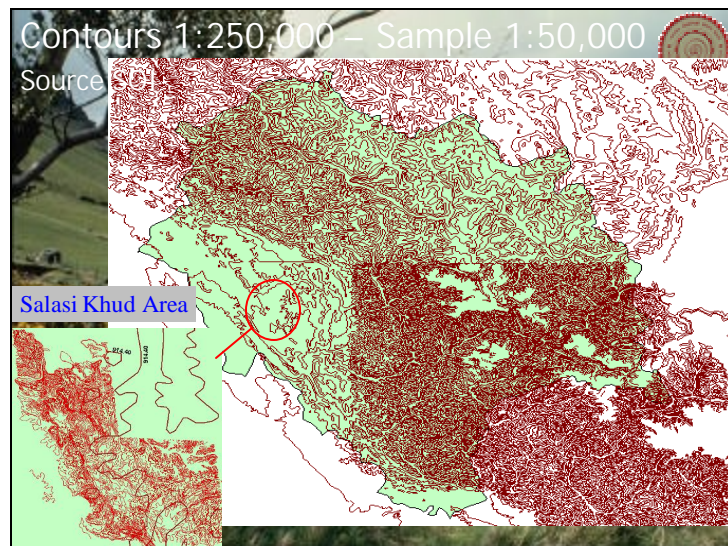 Contours 1:250,000 – Sample 1:50,000
Source
Salasi Khud Area
914.40
914.40